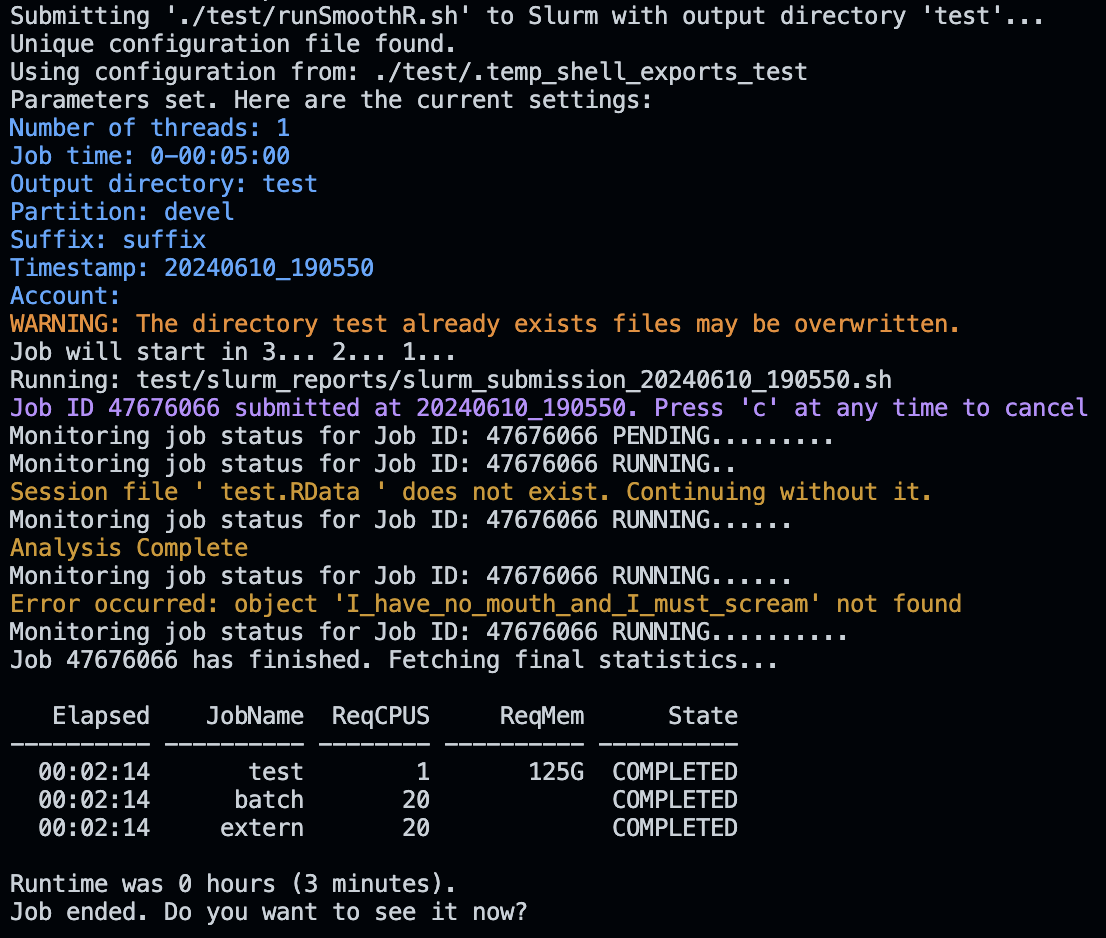 Submitting './test/runSmoothR.sh' to Slurm with output directory 'test'...
Unique configuration file found.
Using configuration from: ./test/.temp_shell_exports_test
Parameters set. Here are the current settings:
Number of threads: 1
Job time: 0-00:05:00
Output directory: test
Partition: devel
Suffix: suffix
Timestamp: 20240610_190550
Account:
WARNING: The directory test already exists files may be overwritten.
Job will start in 3... 2... 1...
Running: test/slurm_reports/slurm_submission_20240610_190550.sh
Job ID 47676066 submitted at 20240610_190550. Press 'c' at any time to cancel
Monitoring job status for Job ID: 47676066 PENDING.........
Monitoring job status for Job ID: 47676066 RUNNING..
Session file ' test.RData ' does not exist. Continuing without it.
Monitoring job status for Job ID: 47676066 RUNNING......
Analysis Complete
Monitoring job status for Job ID: 47676066 RUNNING......
Error occurred: object 'I_have_no_mouth_and_I_must_scream' not found
Monitoring job status for Job ID: 47676066 RUNNING..........
Job 47676066 has finished. Fetching final statistics...
   Elapsed    JobName  ReqCPUS     ReqMem      State
---------- ---------- -------- ---------- ----------
  00:02:14       test        1       125G  COMPLETED
  00:02:14      batch       20             COMPLETED
  00:02:14     extern       20             COMPLETED
Runtime was 0 hours (3 minutes).
Job ended. Do you want to see it now?